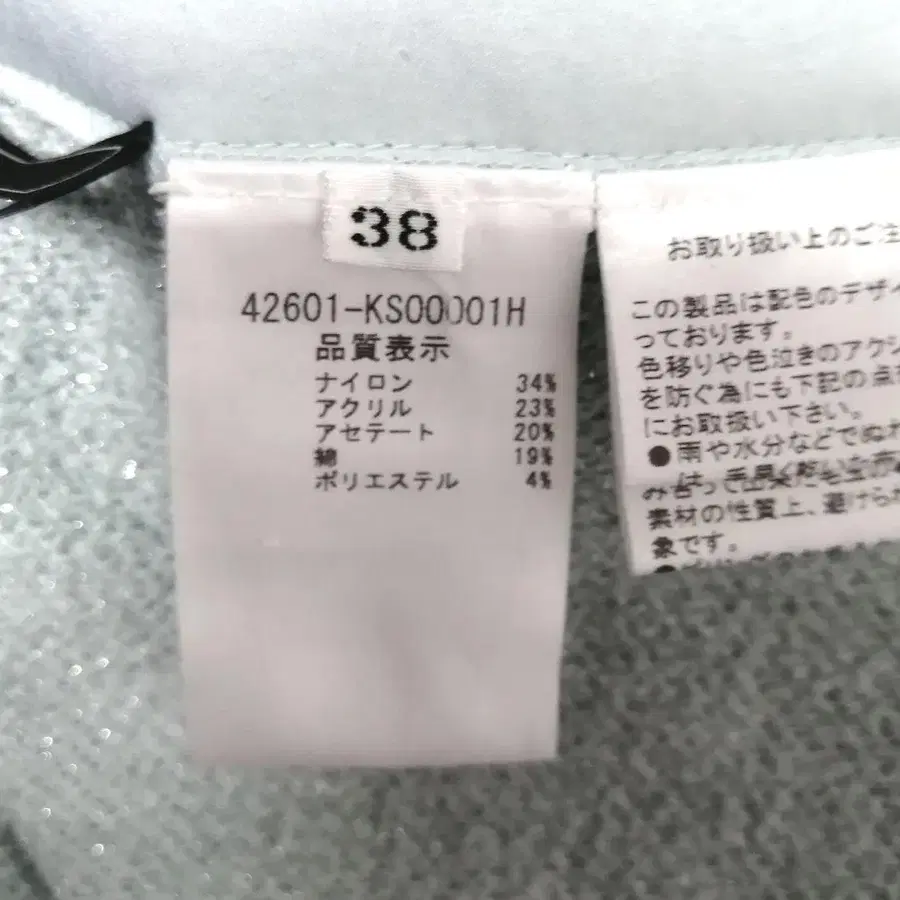 38
42601-KS00001H
品質表示
ナイロン 34%
アクリル 23%
アセテート 20%
綿 19%
ポリエステル 4%
お取り扱い上のご注
この製品は配色のデザイ
っております。
色移りや色泣きのアクシ
を防ぐ為にも下記の点を
にお取扱い下さい。
●雨や水分などでぬれ
素材の性質上、避けられ
象です。